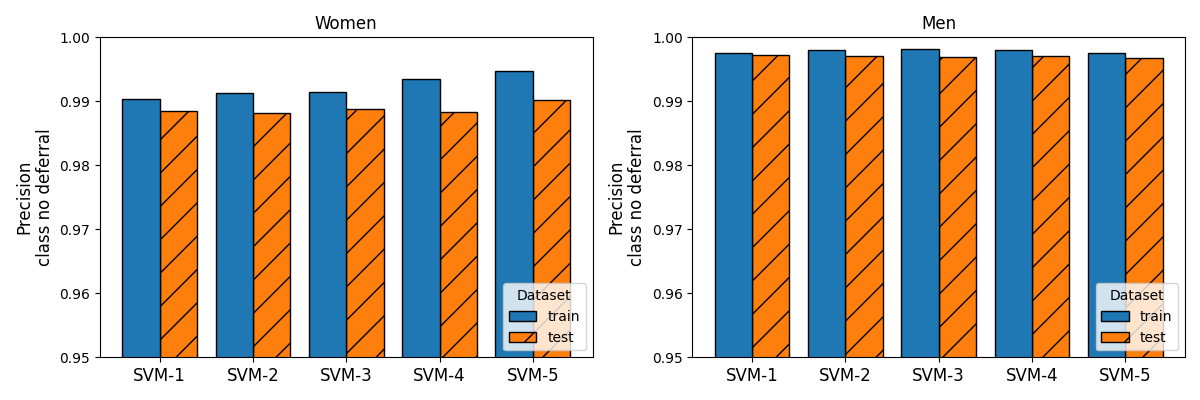 Women
Precision
class no deferral
1.00
0.99
0.98
0.97
0.96
0.95
SVM-1 SVM-2 SVM-3 SVM-4 SVM-5
Dataset
train
test
Men
Precision
class no deferral
1.00
0.99
0.98
0.97
0.96
0.95
SVM-1 SVM-2 SVM-3 SVM-4 SVM-5
Dataset
train
test